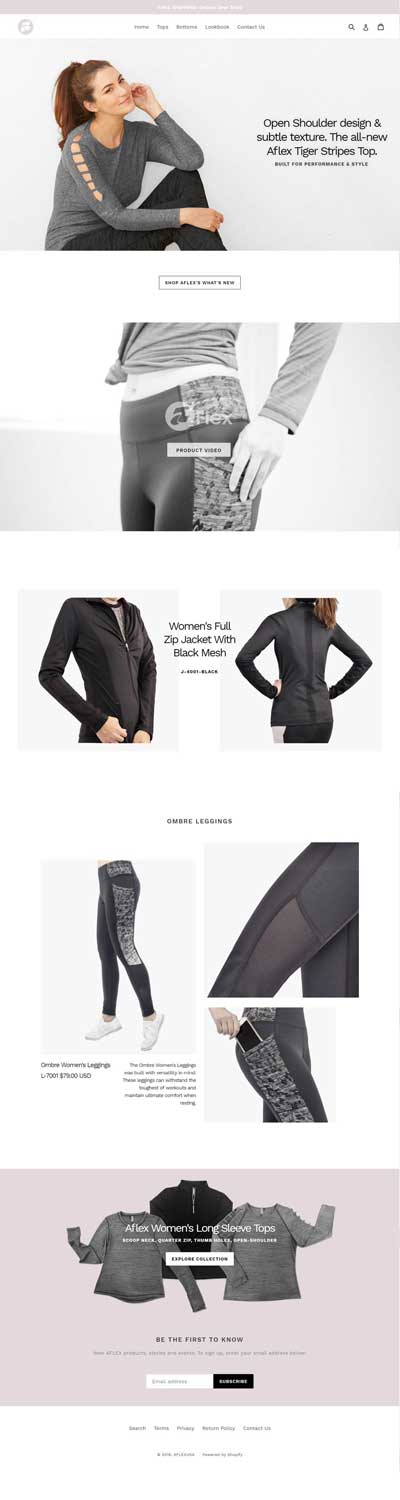 FREE SHIPPING Orders over $100
Home Tops Bottoms Lookbook Contact Us
Open Shoulder design &
subtle texture. The all-new
Aflex Tiger Stripes Top.
BUILT FOR PERFORMANCE & STYLE
SHOP AFLEX'S WHAT'S NEW
aflex
PRODUCT VIDEO
Women's Full
Zip Jacket With
Black Mesh
J-4001-BLACK
OMBRE LEGGINGS
Ombre Women's Leggings
L-7001 $79.00 USD
The Ombre Women's Leggings
was built with versatility in-mind.
These leggings can withstand the
toughest of workouts and
maintain ultimate comfort when
resting.
Aflex Women's Long Sleeve Tops
SCOOP NECK, QUARTER ZIP, THUMB HOLES, OPEN-SHOULDER
EXPLORE COLLECTION
BE THE FIRST TO KNOW
New AFLEX products, stories and events. To sign up, enter your email address below:
Email address SUBSCRIBE
Search Terms Privacy Return Policy Contact Us
AFLEXUSA Powered by Shopify